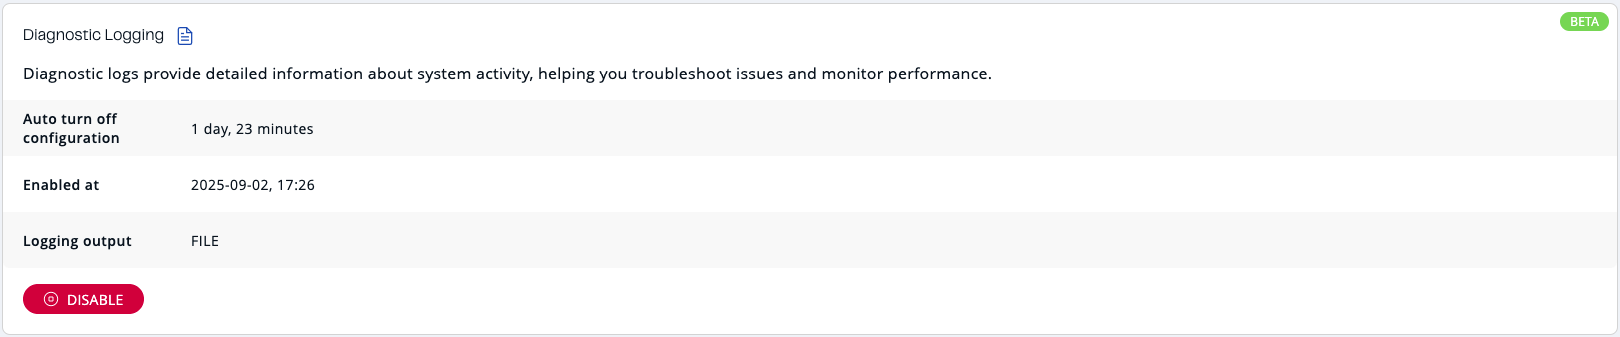 BETA
Diagnostic Logging
Diagnostic logs provide detailed information about system activity, helping you troubleshoot issues and monitor performance.
Auto turn off
configuration
1 day, 23 minutes
Enabled at
2025-09-02, 17:26
Logging output
FILE
DISABLE